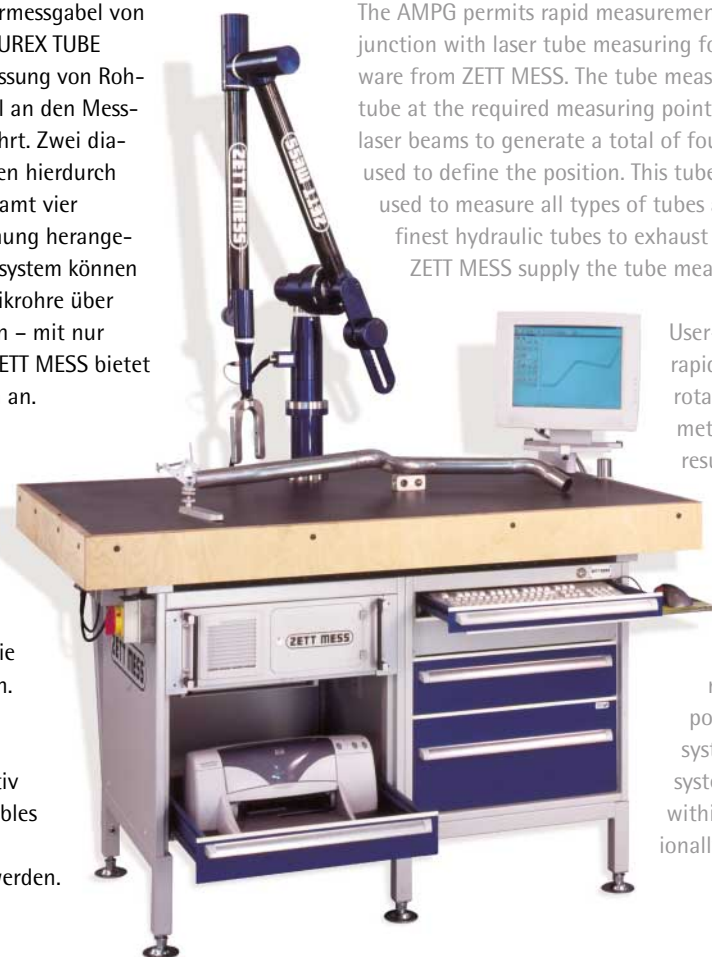 rmessgabel von
UREX TUBE
ssung von Roh-
l an den Mess-
hrt. Zwei dia-
en hierdurch
amt vier
nung herange-
system können
ikrohre über
n – mit nur
ETT MESS bietet
an.
ie
n.
tiv
bles
werden.
The AMPG permits rapid measuremen
junction with laser tube measuring fo
ware from ZETT MESS. The tube meas
tube at the required measuring point
laser beams to generate a total of fou
used to define the position. This tube
used to measure all types of tubes a
finest hydraulic tubes to exhaust
ZETT MESS supply the tube mea
User-
rapid
rota
met
resu
r
po
syst
syste
withi
ionall
ZETT MESS
ZETT MESS
ZETT MESS
ZETT MESS